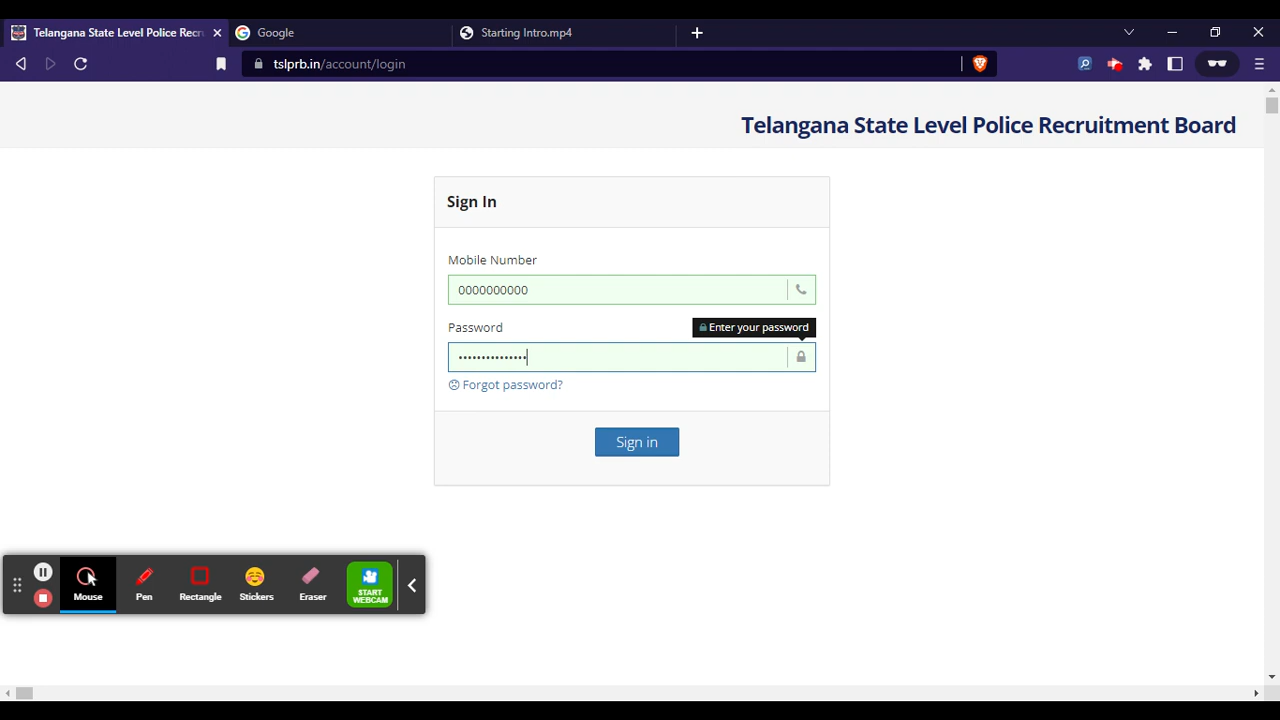 Telangana State Level Police Recru
Google
Starting Intro.mp4
tslprb.in/account/login
Telangana State Level Police Recruitment Board
Sign In
Mobile Number
0000000000
Password
Enter your password
•••••••••••••••
Forgot password?
Sign in
Mouse
Pen
Rectangle
Stickers
Eraser
START
WEBCAM